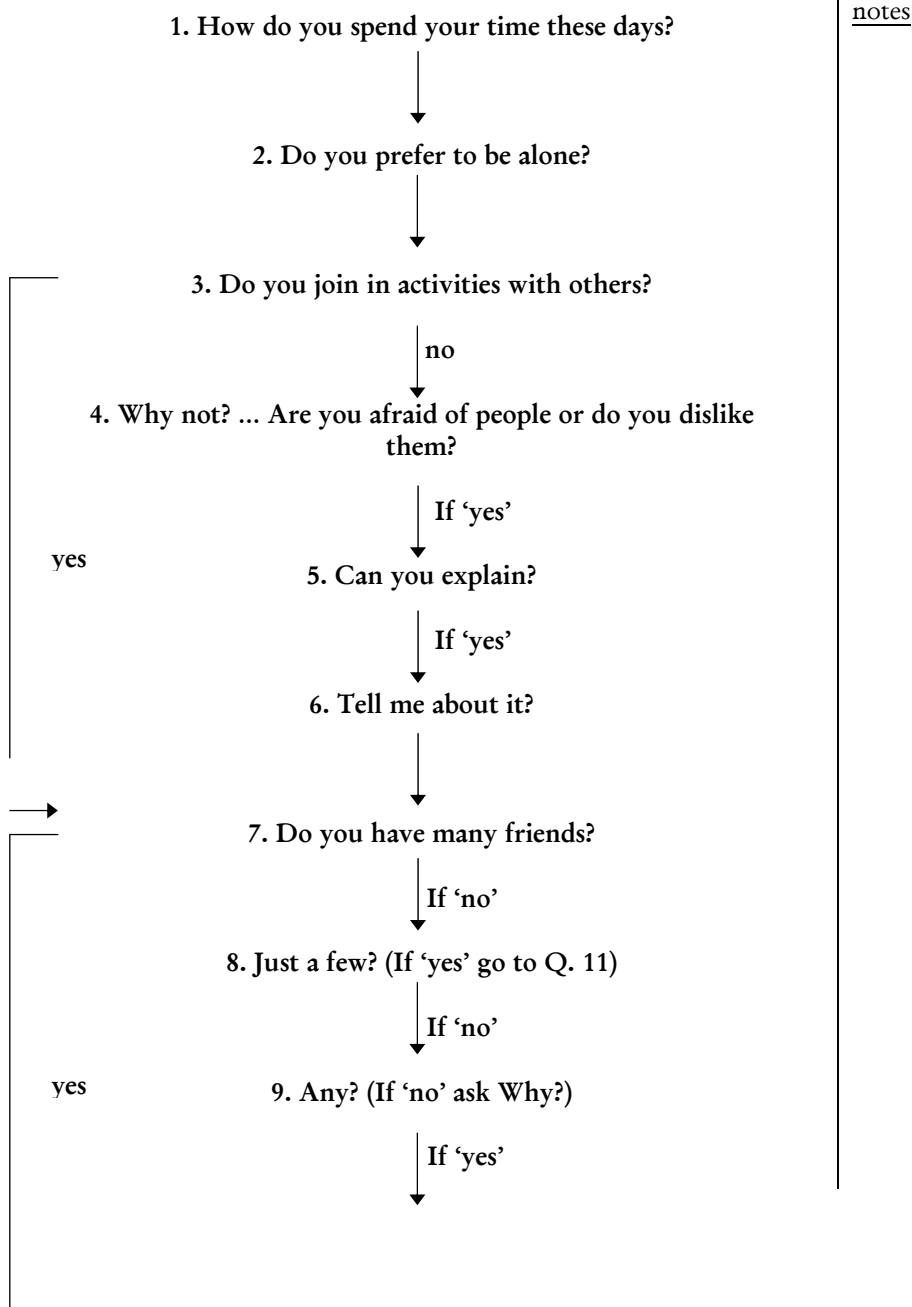 notes
1. How do you spend your time these days?
2. Do you prefer to be alone?
3. Do you join in activities with others?
no
4. Why not? ... Are you afraid of people or do you dislike
them?
If ‘yes’
yes
5. Can you explain?
If ‘yes’
6. Tell me about it?
7. Do you have many friends?
If ‘no’
8. Just a few? (If ‘yes’ go to Q. 11)
If ‘no’
yes
9. Any? (If ‘no’ ask Why?)
If ‘yes’